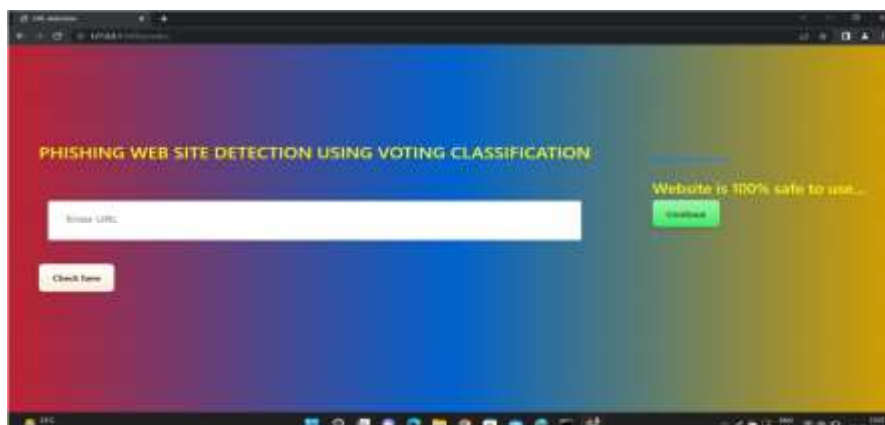 PHISHING WEB SITE DETECTION USING VOTING CLASSIFICATION
Website is 100% safe to use...
Enter URL
Continue
Check here